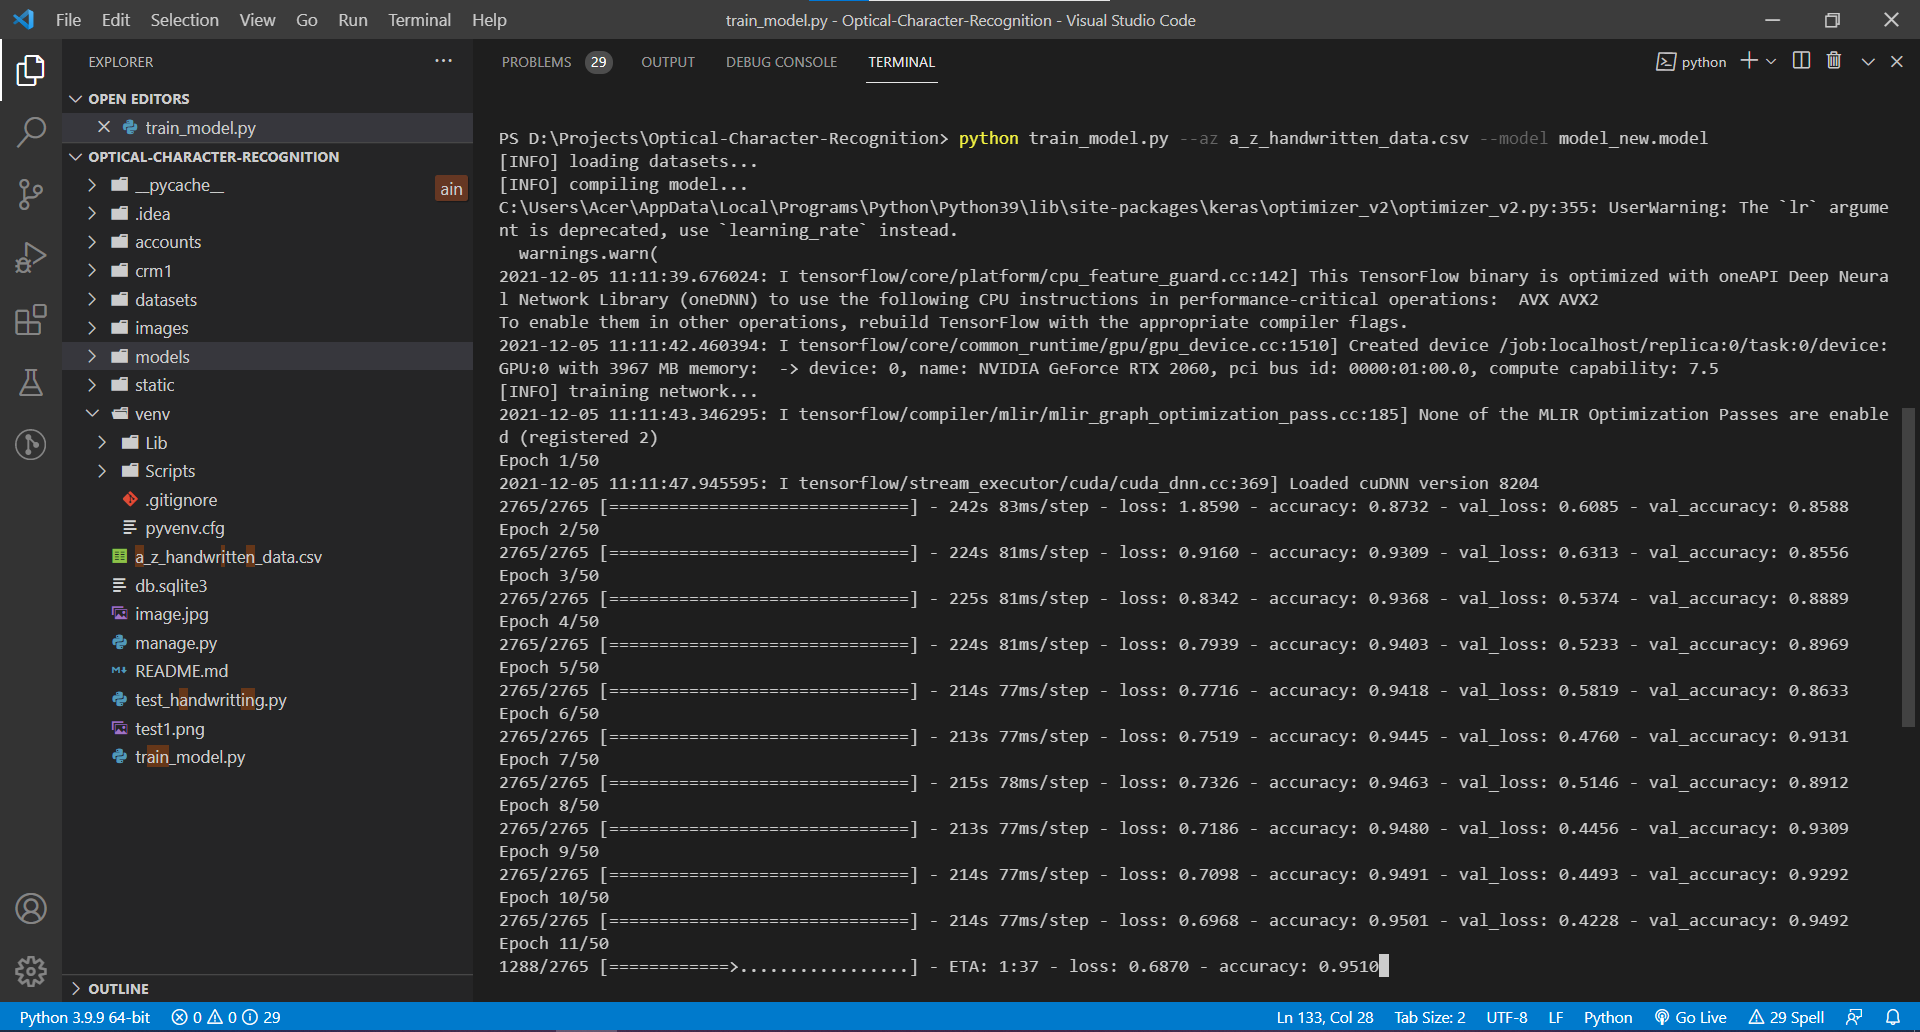 File Edit Selection View Go Run Terminal Help
train_model.py - Optical-Character-Recognition - Visual Studio Code
EXPLORER
OPEN EDITORS
train_model.py
OPTICAL-CHARACTER-RECOGNITION
__pycache__
ain
.idea
accounts
crm1
datasets
images
models
static
venv
Lib
Scripts
.gitignore
pyvenv.cfg
a_z_handwritten_data.csv
db.sqlite3
image.jpg
manage.py
README.md
test_handwritting.py
test1.png
train_model.py
OUTLINE
PROBLEMS 29 OUTPUT DEBUG CONSOLE TERMINAL
python
PS D:\Projects\Optical-Character-Recognition> python train_model.py --az a_z_handwritten_data.csv --model model_new.model
[INFO] loading datasets...
[INFO] compiling model...
C:\Users\Acer\AppData\Local\Programs\Python\Python39\lib\site-packages\keras\optimizer_v2\optimizer_v2.py:355: UserWarning: The `lr` argume
nt is deprecated, use `learning_rate` instead.
  warnings.warn(
2021-12-05 11:11:39.676024: I tensorflow/core/platform/cpu_feature_guard.cc:142] This TensorFlow binary is optimized with oneAPI Deep Neura
l Network Library (oneDNN) to use the following CPU instructions in performance-critical operations:  AVX AVX2
To enable them in other operations, rebuild TensorFlow with the appropriate compiler flags.
2021-12-05 11:11:42.460394: I tensorflow/core/common_runtime/gpu/gpu_device.cc:1510] Created device /job:localhost/replica:0/task:0/device:
GPU:0 with 3967 MB memory:  -> device: 0, name: NVIDIA GeForce RTX 2060, pci bus id: 0000:01:00.0, compute capability: 7.5
[INFO] training network...
2021-12-05 11:11:43.346295: I tensorflow/compiler/mlir/mlir_graph_optimization_pass.cc:185] None of the MLIR Optimization Passes are enable
d (registered 2)
Epoch 1/50
2021-12-05 11:11:47.945595: I tensorflow/stream_executor/cuda/cuda_dnn.cc:369] Loaded cuDNN version 8204
2765/2765 [==============================] - 242s 83ms/step - loss: 1.8590 - accuracy: 0.8732 - val_loss: 0.6085 - val_accuracy: 0.8588
Epoch 2/50
2765/2765 [==============================] - 224s 81ms/step - loss: 0.9160 - accuracy: 0.9309 - val_loss: 0.6313 - val_accuracy: 0.8556
Epoch 3/50
2765/2765 [==============================] - 225s 81ms/step - loss: 0.8342 - accuracy: 0.9368 - val_loss: 0.5374 - val_accuracy: 0.8889
Epoch 4/50
2765/2765 [==============================] - 224s 81ms/step - loss: 0.7939 - accuracy: 0.9403 - val_loss: 0.5233 - val_accuracy: 0.8969
Epoch 5/50
2765/2765 [==============================] - 214s 77ms/step - loss: 0.7716 - accuracy: 0.9418 - val_loss: 0.5819 - val_accuracy: 0.8633
Epoch 6/50
2765/2765 [==============================] - 213s 77ms/step - loss: 0.7519 - accuracy: 0.9445 - val_loss: 0.4760 - val_accuracy: 0.9131
Epoch 7/50
2765/2765 [==============================] - 215s 78ms/step - loss: 0.7326 - accuracy: 0.9463 - val_loss: 0.5146 - val_accuracy: 0.8912
Epoch 8/50
2765/2765 [==============================] - 213s 77ms/step - loss: 0.7186 - accuracy: 0.9480 - val_loss: 0.4456 - val_accuracy: 0.9309
Epoch 9/50
2765/2765 [==============================] - 214s 77ms/step - loss: 0.7098 - accuracy: 0.9491 - val_loss: 0.4493 - val_accuracy: 0.9292
Epoch 10/50
2765/2765 [==============================] - 214s 77ms/step - loss: 0.6968 - accuracy: 0.9501 - val_loss: 0.4228 - val_accuracy: 0.9492
Epoch 11/50
1288/2765 [============>.................] - ETA: 1:37 - loss: 0.6870 - accuracy: 0.9510
Python 3.9.9 64-bit 0 0 29 Ln 133, Col 28 Tab Size: 2 UTF-8 LF Python Go Live 29 Spell